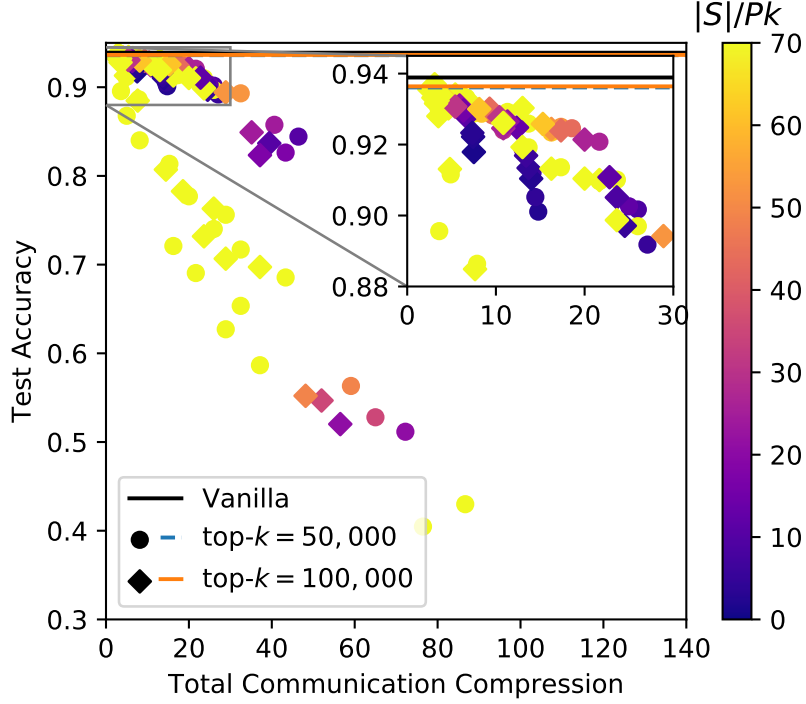 |S|/Pk
0.9
0.8
0.7
0.6
0.5
0.4
0.3
Test Accuracy
0.94
0.92
0.90
0.88
0 10 20 30
70
60
50
40
30
20
10
0
Vanilla
top-k = 50,000
top-k = 100,000
0 20 40 60 80 100 120 140
Total Communication Compression